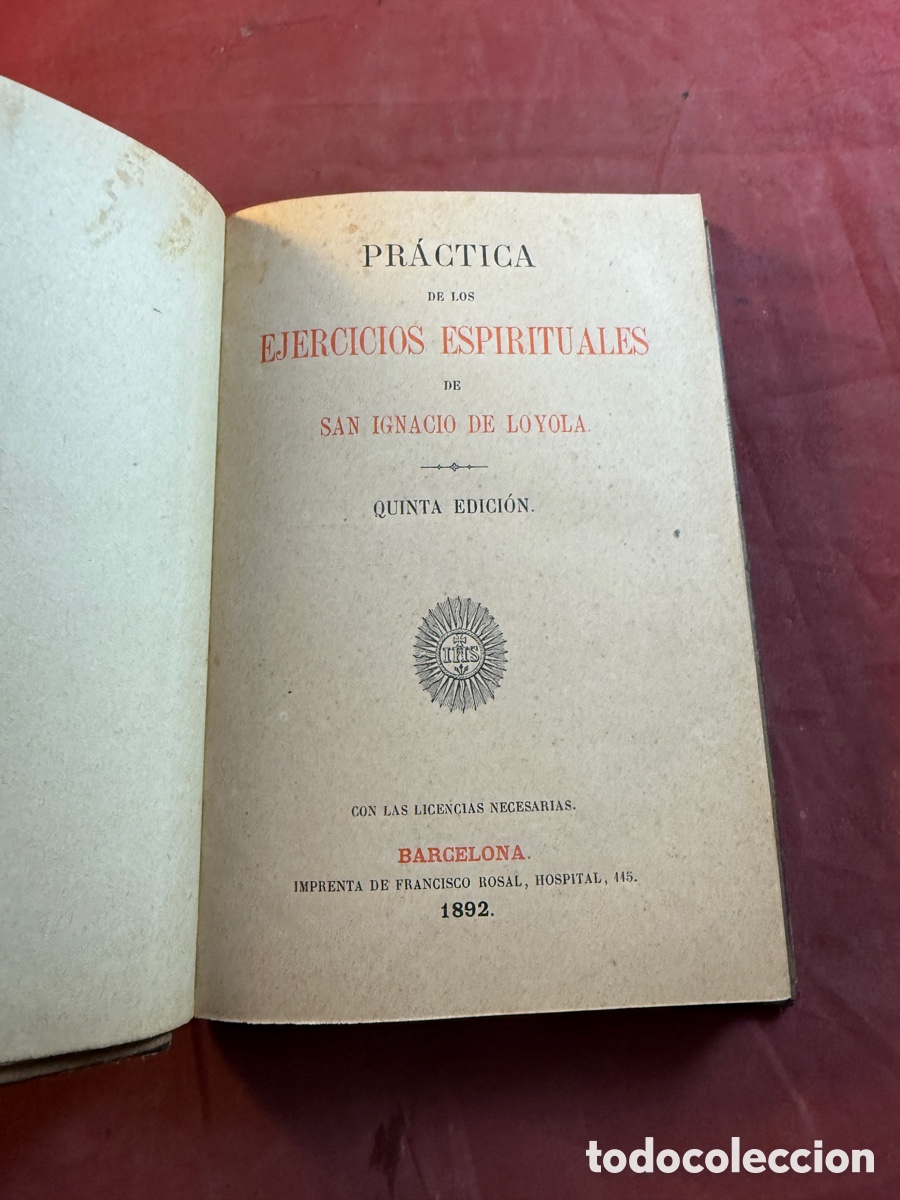 PRÁCTICA
DE LOS
EJERCICIOS ESPIRITUALES
DE
SAN IGNACIO DE LOYOLA.
QUINTA EDICIÓN.
IHS
CON LAS LICENCIAS NECESARIAS.
BARCELONA.
IMPRENTA DE FRANCISCO ROSAL, HOSPITAL, 115.
1892.
todocoleccion